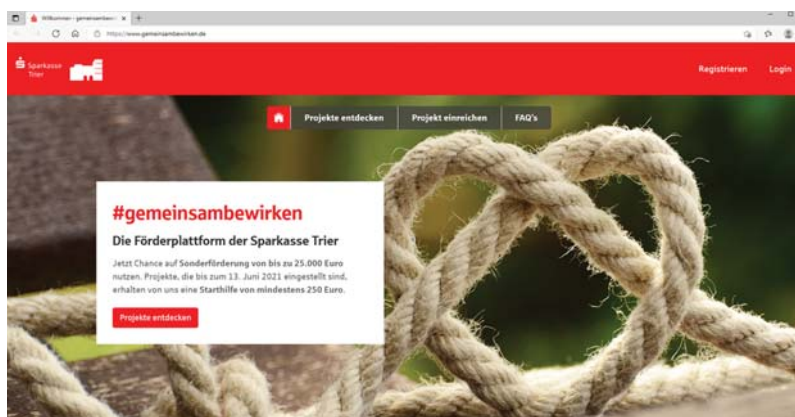 Willkommen - gemeinsambewirk
https://www.gemeinsambewirken.de
Sparkasse
Trier
Registrieren Login
Projekte entdecken Projekt einreichen FAQ's
#gemeinsambewirken
Die Förderplattform der Sparkasse Trier
Jetzt Chance auf Sonderförderung von bis zu 25.000 Euro
nutzen. Projekte, die bis zum 13. Juni 2021 eingestellt sind,
erhalten von uns eine Starthilfe von mindestens 250 Euro.
Projekte entdecken